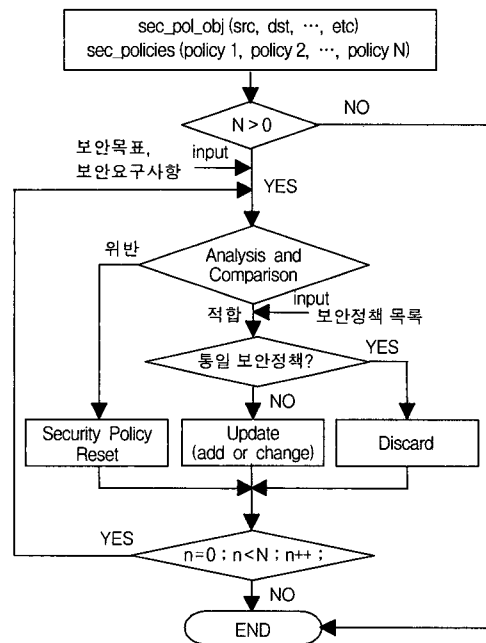 sec_pol_obj (src, dst, ⋯, etc)
sec_policies (policy 1, policy 2, ⋯, policy N)
N > 0
NO
보안목표,
보안요구사항
input
YES
위반
Analysis and
Comparison
적합
input
보안정책 목록
통일 보안정책?
YES
NO
Security Policy
Reset
Update
(add or change)
Discard
YES
n=0 ; n<N ; n++ ;
NO
END